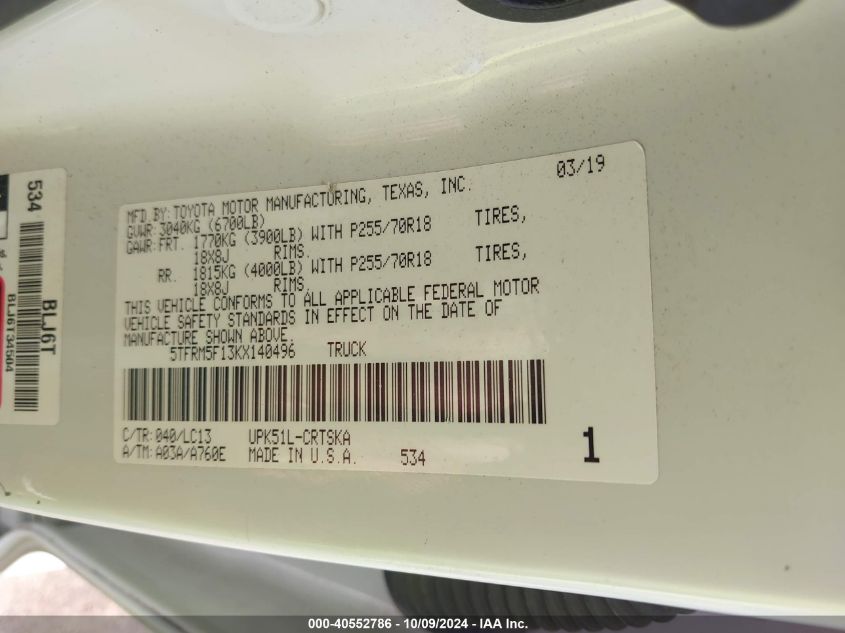 MFD.BY:TOYOTA MOTOR MANUFACTURING, TEXAS, INC. 03/19
GVWR:3040KG (6700LB)
GAWR:FRT. 1770KG (3900LB) WITH P255/70R18 TIRES,
18X8J RIMS.
RR. 1815KG (4000LB) WITH P255/70R18 TIRES,
18X8J RIMS.
THIS VEHICLE CONFORMS TO ALL APPLICABLE FEDERAL MOTOR
VEHICLE SAFETY STANDARDS IN EFFECT ON THE DATE OF
MANUFACTURE SHOWN ABOVE.
5TFRM5F13KX140496 TRUCK
C/TR:040/LC13 UPK51L-CRTSKA
A/TM:A03A/A760E MADE IN U.S.A. 534 1
534
BLJ6T
BLJ6T34504
000-40552786 - 10/09/2024 - IAA Inc.